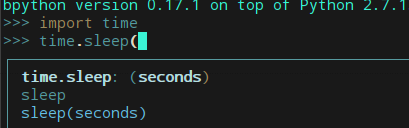 bpython version 0.17.1 on top of Python 2.7.1
>>> import time
>>> time.sleep(
time.sleep: (seconds)
sleep
sleep(seconds)